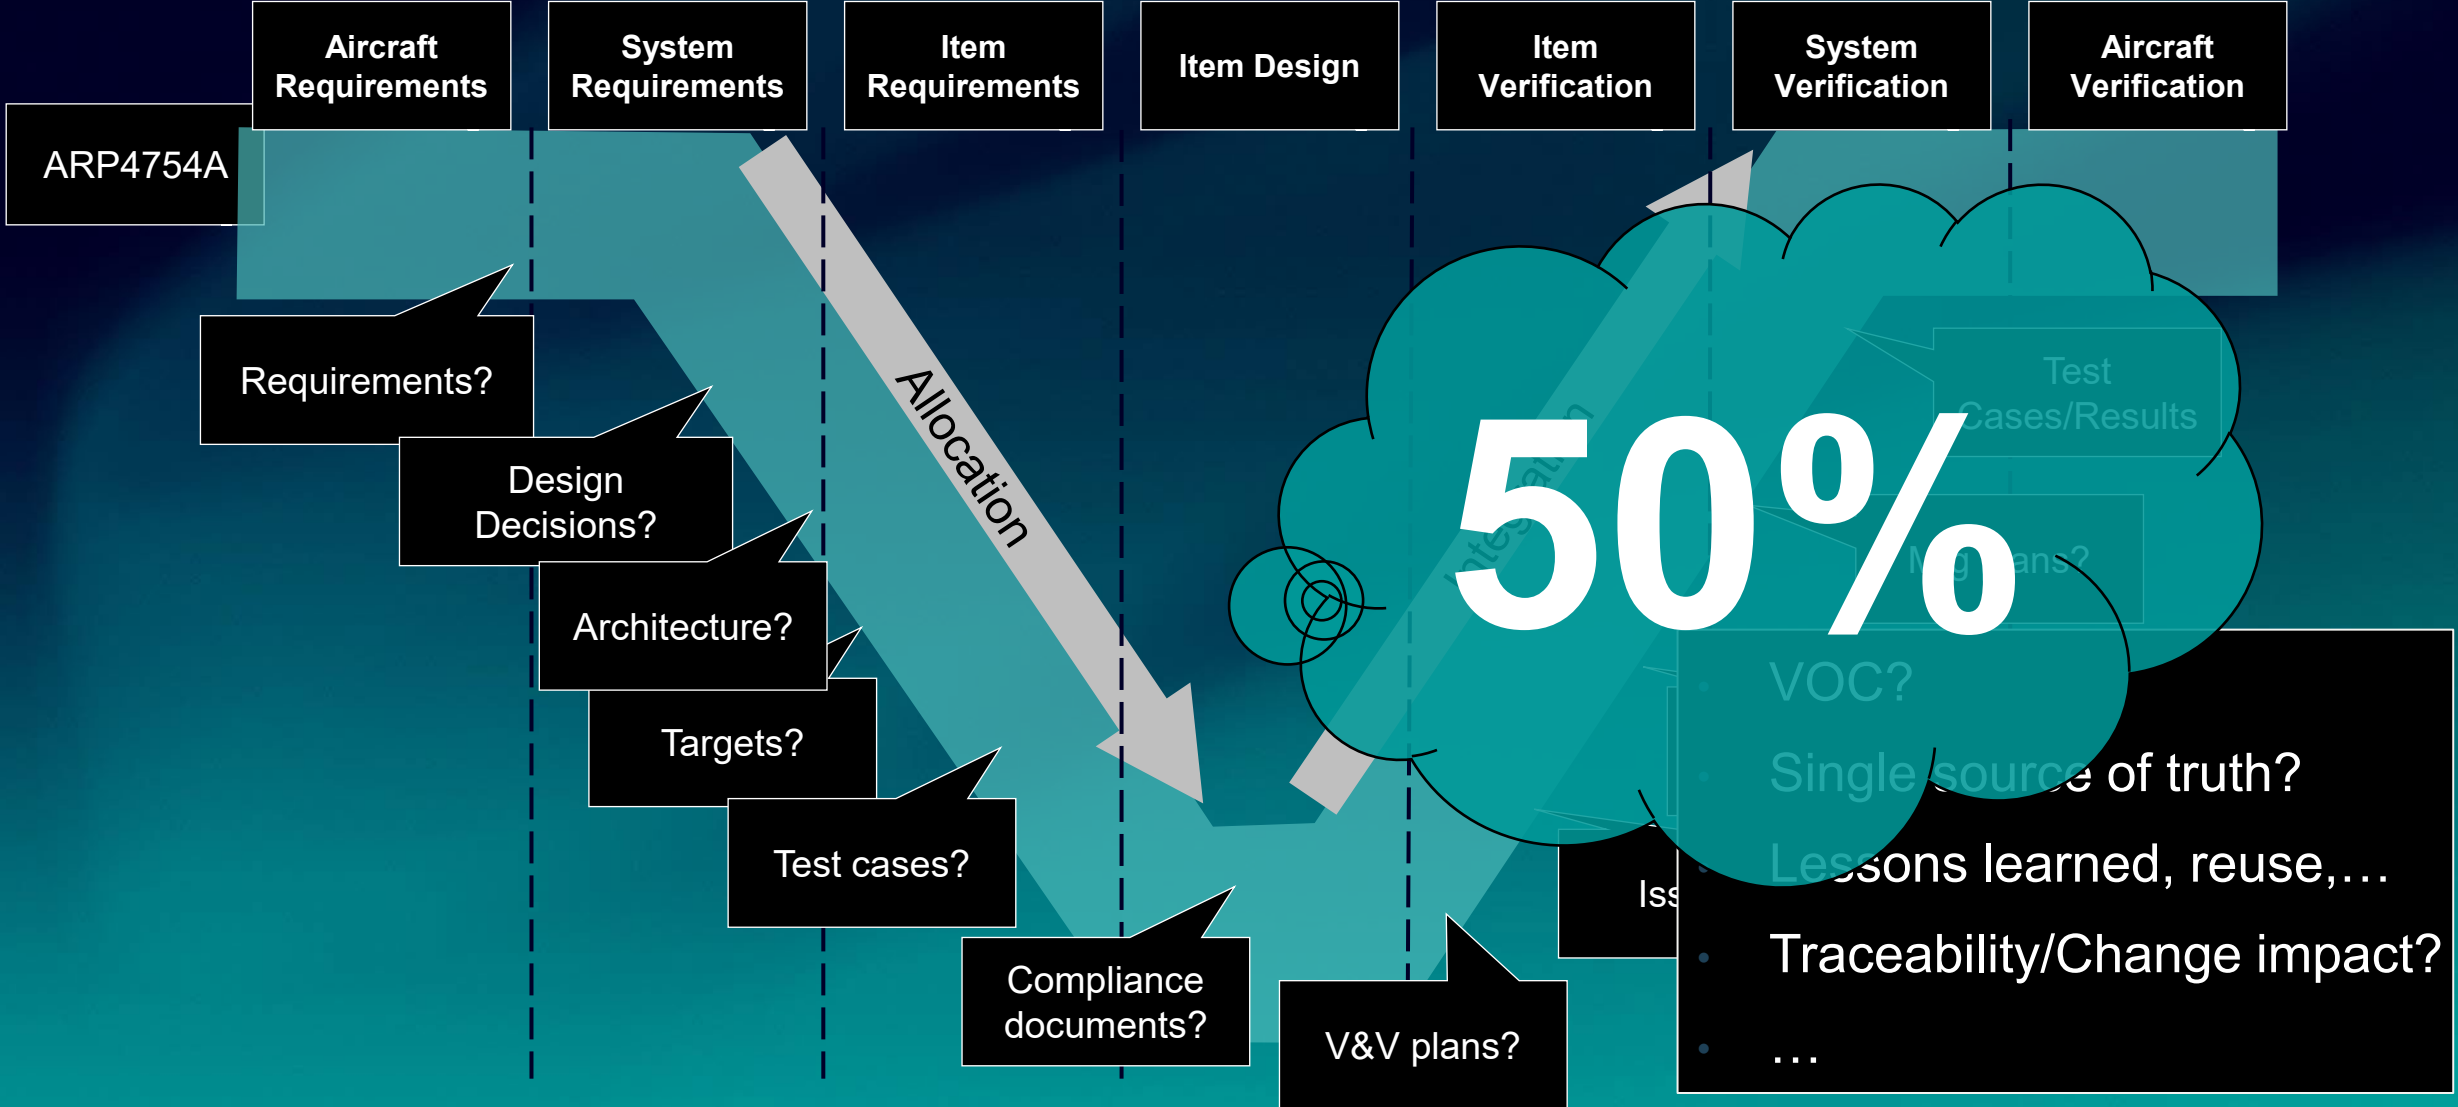 Aircraft
Requirements
System
Requirements
Item
Requirements
Item Design
Item
Verification
System
Verification
Aircraft
Verification
ARP4754A
Requirements?
Design
Decisions?
Architecture?
Targets?
Test cases?
Compliance
documents?
V&V plans?
Allocation
Integration
50%
Test
Cases/Results
VOC?
Single source of truth?
Lessons learned, reuse,…
Traceability/Change impact?
…